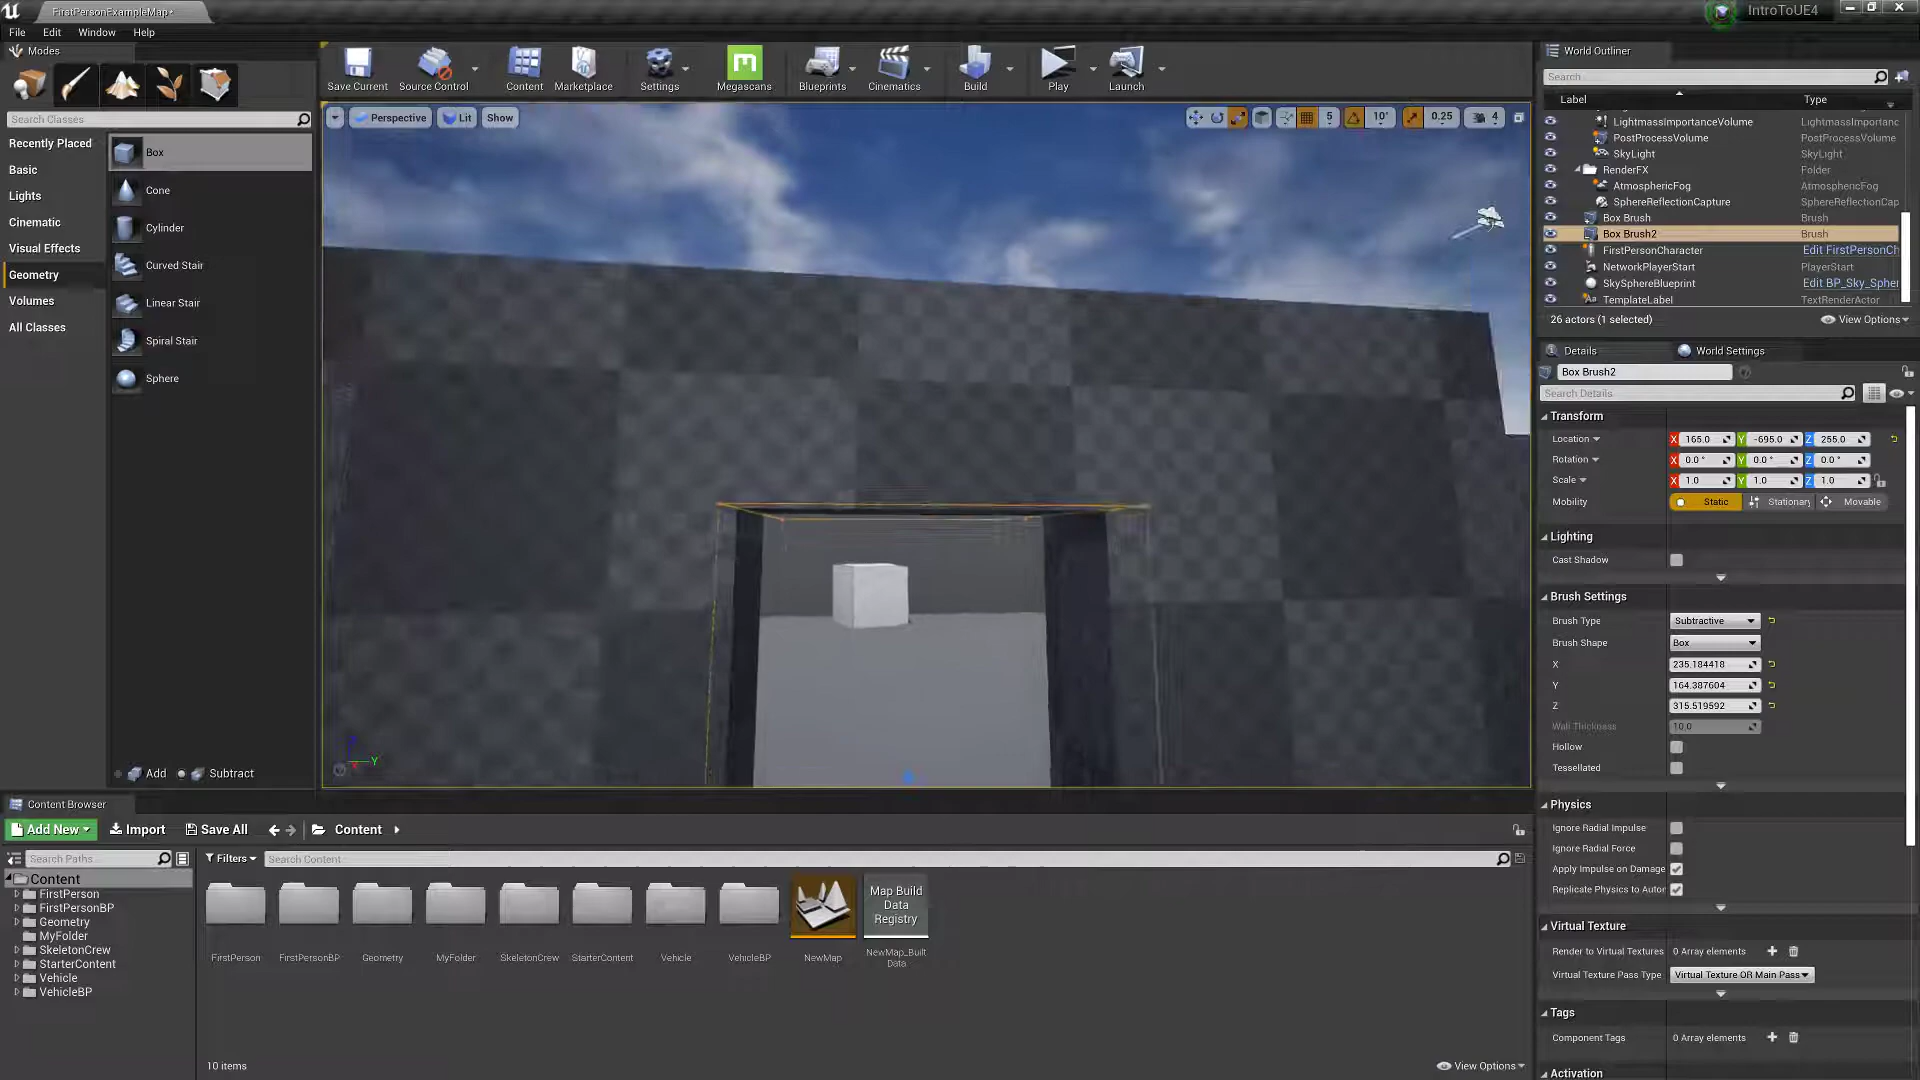 FirstPersonExampleMap*
IntroToUE4
File Edit Window Help
Modes
Save Current Source Control Content Marketplace Settings Megascans Blueprints Cinematics Build Play Launch
Search Classes
Recently Placed
Basic
Lights
Cinematic
Visual Effects
Geometry
Volumes
All Classes
Box
Cone
Cylinder
Curved Stair
Linear Stair
Spiral Stair
Sphere
Add Subtract
Perspective Lit Show
5 10° 0.25 4
Z Y
World Outliner
Search...
Label Type
LightmassImportanceVolume LightmassImportanc
PostProcessVolume PostProcessVolume
SkyLight SkyLight
RenderFX Folder
AtmosphericFog AtmosphericFog
SphereReflectionCapture SphereReflectionCap
Box Brush Brush
Box Brush2 Brush
FirstPersonCharacter Edit FirstPersonCh
NetworkPlayerStart PlayerStart
SkySphereBlueprint Edit BP_Sky_Spher
TemplateLabel TextRenderActor
26 actors (1 selected) View Options
Details World Settings
Box Brush2
Search Details
Transform
Location X 165.0 Y -695.0 Z 255.0
Rotation X 0.0 ° Y 0.0 ° Z 0.0 °
Scale X 1.0 Y 1.0 Z 1.0
Mobility Static Stationary Movable
Lighting
Cast Shadow
Brush Settings
Brush Type Subtractive
Brush Shape Box
X 235.184418
Y 164.387604
Z 315.519592
Wall Thickness 10.0
Hollow
Tessellated
Physics
Ignore Radial Impulse
Ignore Radial Force
Apply Impulse on Damage
Replicate Physics to Autor
Virtual Texture
Render to Virtual Textures 0 Array elements
Virtual Texture Pass Type Virtual Texture OR Main Pass
Tags
Component Tags 0 Array elements
Activation
Content Browser
Add New Import Save All Content
Search Paths
Filters Search Content
Content
FirstPerson
FirstPersonBP
Geometry
MyFolder
SkeletonCrew
StarterContent
Vehicle
VehicleBP
Map Build
Data
Registry
FirstPerson FirstPersonBP Geometry MyFolder SkeletonCrew StarterContent Vehicle VehicleBP NewMap NewMap_Built
Data
10 items View Options